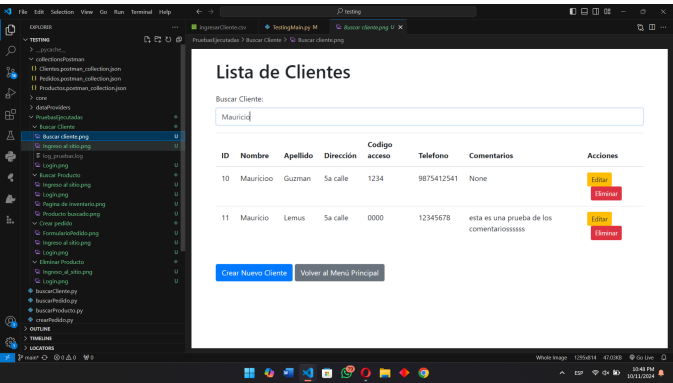 File Edit Selection View Go Run Terminal Help
testing
EXPLORER
IngresarCliente.csv
TestingMain.py M
Buscar cliente.png U
PruebasEjecutadas > Buscar Cliente > Buscar cliente.png
TESTING
__pycache__
collectionsPostman
Clientes.postman_collection.json
Pedidos.postman_collection.json
Productos.postman_collection.json
core
dataProviders
PruebasEjecutadas
Buscar Cliente
Buscar cliente.png U
Ingreso al sitio.png U
log_pruebas.log
Login.png U
Buscar Producto
Ingreso al sitio.png U
Login.png U
Pagina de inventario.png U
Producto buscado.png U
Crear pedido
FormularioPedido.png U
Ingreso al sitio.png U
Login.png U
Eliminar Producto
Ingreso_al_sitio.png U
Login.png U
buscarCliente.py
buscarPedido.py
buscarProducto.py
crearPedido.py
OUTLINE
TIMELINE
LOCATORS
Lista de Clientes
Buscar Cliente:
Mauricio
ID Nombre Apellido Dirección Codigo acceso Telefono Comentarios Acciones
10 Mauricioo Guzman 5a calle 1234 9875412541 None Editar
Eliminar
11 Mauricio Lemus 5a calle 0000 12345678 esta es una prueba de los Editar
comentariossssss Eliminar
Crear Nuevo Cliente Volver al Menú Principal
main* 0 0 0 Whole Image 1295x814 47.03KB Go Live
ESP 10:48 PM
10/11/2024